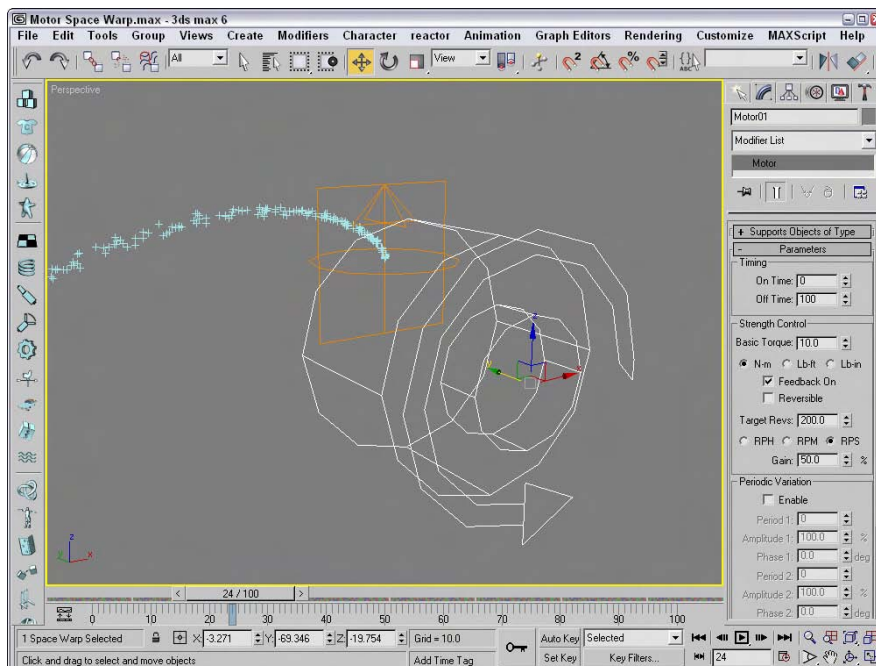 Motor Space Warp.max - 3ds max 6
File Edit Tools Group Views Create Modifiers Character reactor Animation Graph Editors Rendering Customize MAXScript Help
All
View
Perspective
Motor01
Modifier List
Motor
+ Supports Objects of Type
- Parameters
Timing
On Time: 0
Off Time: 100
Strength Control
Basic Torque: 10.0
N-m Lb-ft Lb-in
Feedback On
Reversible
Target Revs: 200.0
RPH RPM RPS
Gain: 50.0 %
Periodic Variation
Enable
Period 1: 0
Amplitude 1: 100.0 %
Phase 1: 0.0 deg
Period 2: 0
Amplitude 2: 100.0 %
Phase 2: 0.0 deg
z
y
x
z
y
x
< 24 / 100 >
0 10 20 30 40 50 60 70 80 90 100
1 Space Warp Selected X: -3.271 Y: -69.346 Z: -19.754 Grid = 10.0 Auto Key Selected
Click and drag to select and move objects Add Time Tag Set Key Key Filters... 24